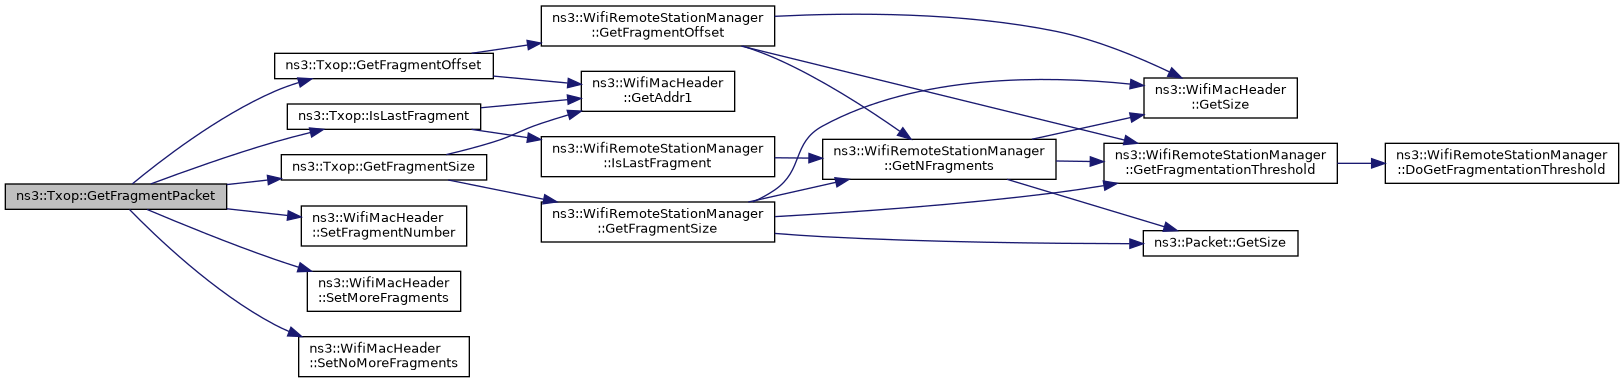 ns3::Txop::GetFragmentPacket
ns3::Txop::GetFragmentOffset
ns3::Txop::IsLastFragment
ns3::Txop::GetFragmentSize
ns3::WifiMacHeader
::SetFragmentNumber
ns3::WifiMacHeader
::SetMoreFragments
ns3::WifiMacHeader
::SetNoMoreFragments
ns3::WifiRemoteStationManager
::GetFragmentOffset
ns3::WifiMacHeader
::GetAddr1
ns3::WifiRemoteStationManager
::IsLastFragment
ns3::WifiRemoteStationManager
::GetFragmentSize
ns3::WifiRemoteStationManager
::GetNFragments
ns3::WifiMacHeader
::GetSize
ns3::WifiRemoteStationManager
::GetFragmentationThreshold
ns3::Packet::GetSize
ns3::WifiRemoteStationManager
::DoGetFragmentationThreshold